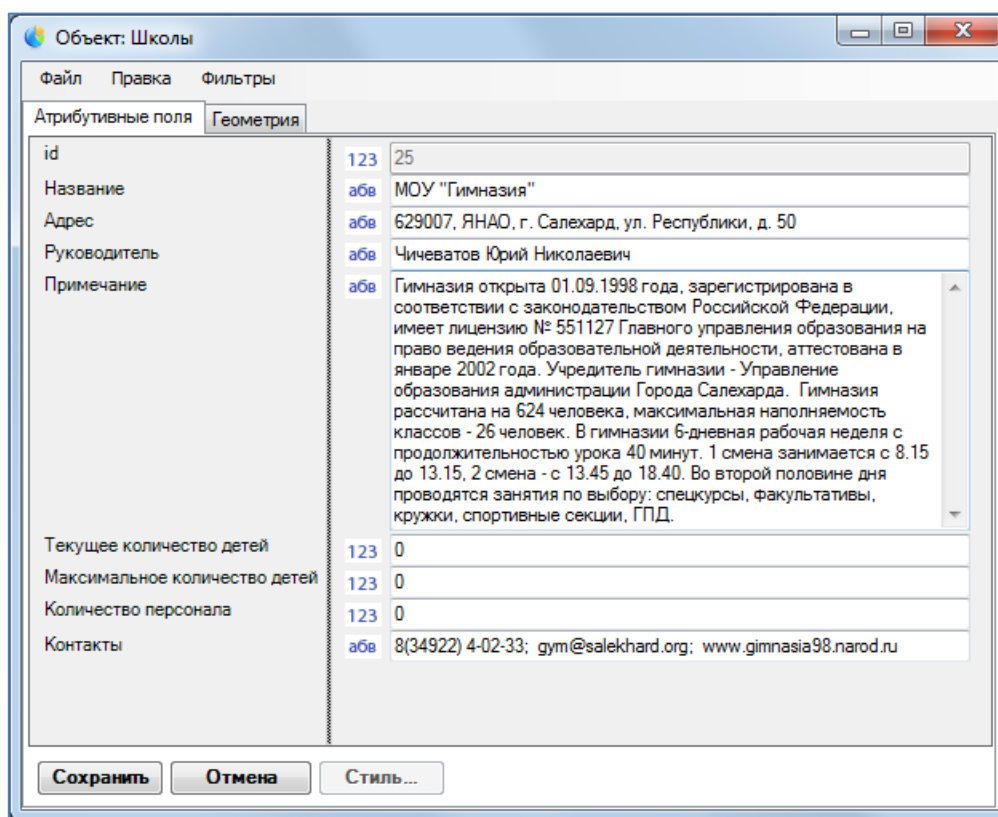 Объект: Школы
Файл Правка Фильтры
Атрибутивные поля Геометрия
id 123 25
Название абв МОУ "Гимназия"
Адрес абв 629007, ЯНАО, г. Салехард, ул. Республики, д. 50
Руководитель абв Чичеватов Юрий Николаевич
Примечание абв Гимназия открыта 01.09.1998 года, зарегистрирована в
соответствии с законодательством Российской Федерации,
имеет лицензию № 551127 Главного управления образования на
право ведения образовательной деятельности, аттестована в
январе 2002 года. Учредитель гимназии - Управление
образования администрации Города Салехарда. Гимназия
рассчитана на 624 человека, максимальная наполняемость
классов - 26 человек. В гимназии 6-дневная рабочая неделя с
продолжительностью урока 40 минут. 1 смена занимается с 8.15
до 13.15, 2 смена - с 13.45 до 18.40. Во второй половине дня
проводятся занятия по выбору: спецкурсы, факультативы,
кружки, спортивные секции, ГПД.
Текущее количество детей 123 0
Максимальное количество детей 123 0
Количество персонала 123 0
Контакты абв 8(34922) 4-02-33; gym@salekhard.org; www.gimnasia98.narod.ru
Сохранить Отмена Стиль...